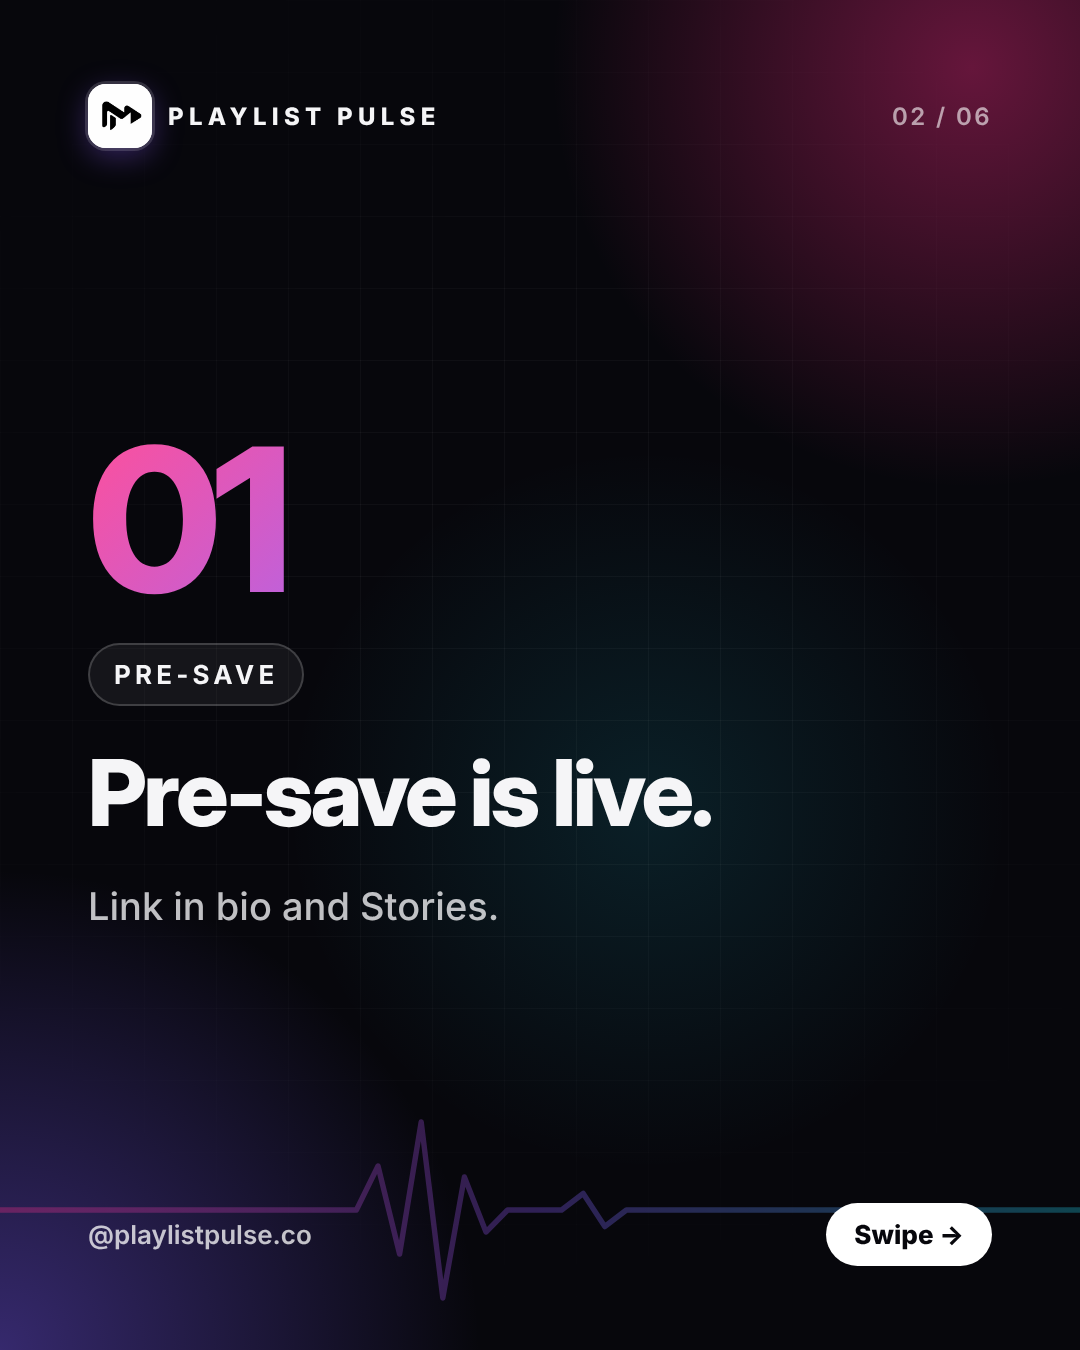 PLAYLIST PULSE
02 / 06
01
PRE-SAVE
Pre-save is live.
Link in bio and Stories.
@playlistpulse.co
Swipe →